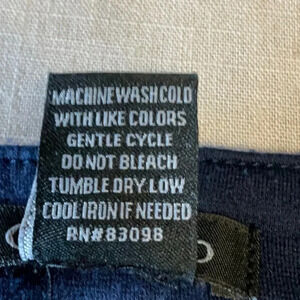 MACHINE WASH COLD
WITH LIKE COLORS
GENTLE CYCLE
DO NOT BLEACH
TUMBLE DRY LOW
COOL IRON IF NEEDED
RN#83098